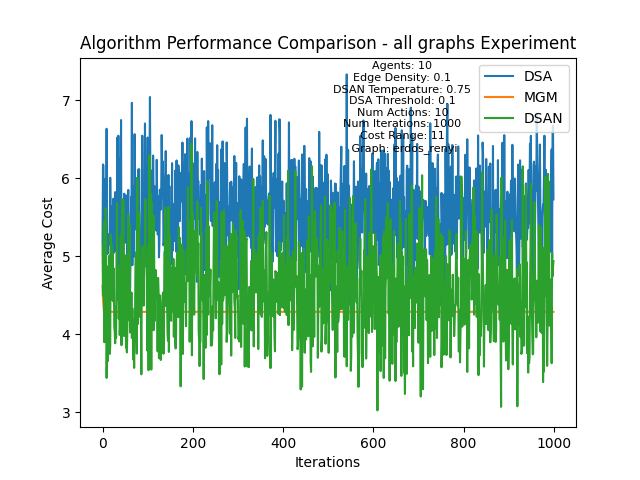 Algorithm Performance Comparison - all graphs Experiment
Agents: 10
Edge Density: 0.1
DSAN Temperature: 0.75
DSA Threshold: 0.1
Num Actions: 10
Num Iterations: 1000
Cost Range: 11
Graph: erdos_renyi
DSA
MGM
DSAN
Average Cost
7
6
5
4
3
0
200
400
600
800
1000
Iterations